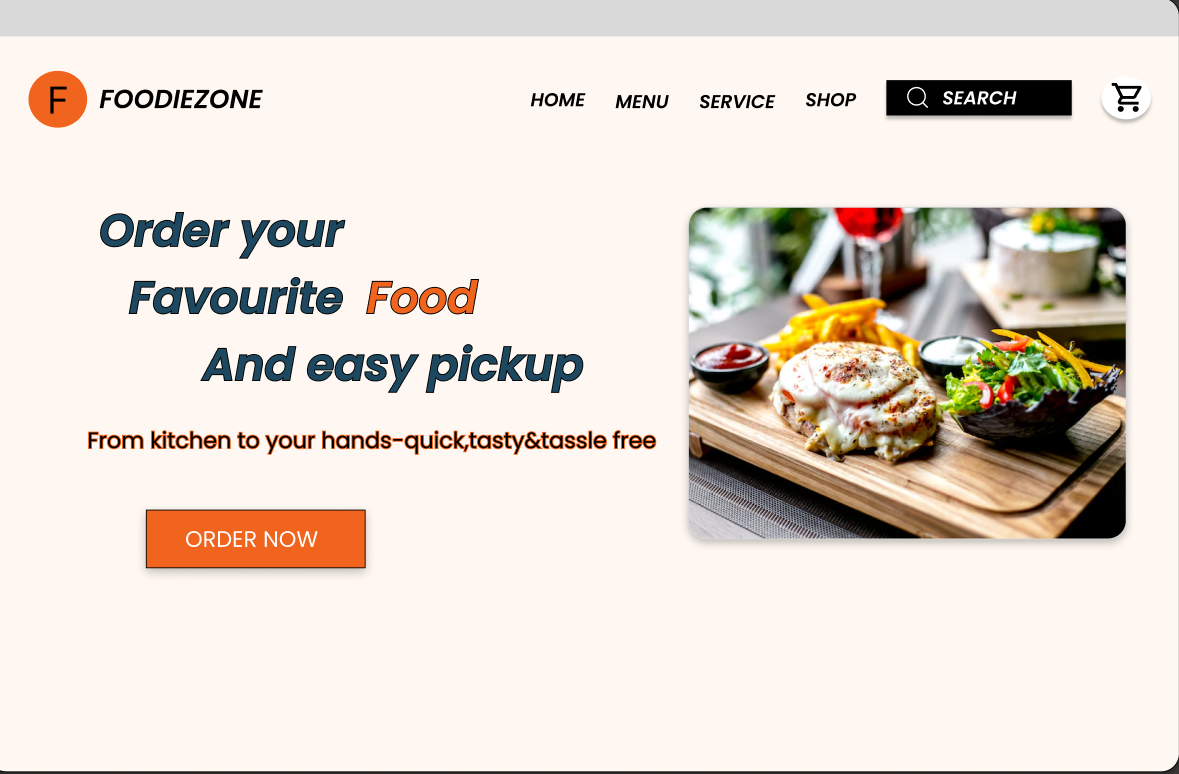 F FOODIEZONE HOME MENU SERVICE SHOP SEARCH
Order your
Favourite Food
And easy pickup
From kitchen to your hands-quick,tasty&tassle free
ORDER NOW